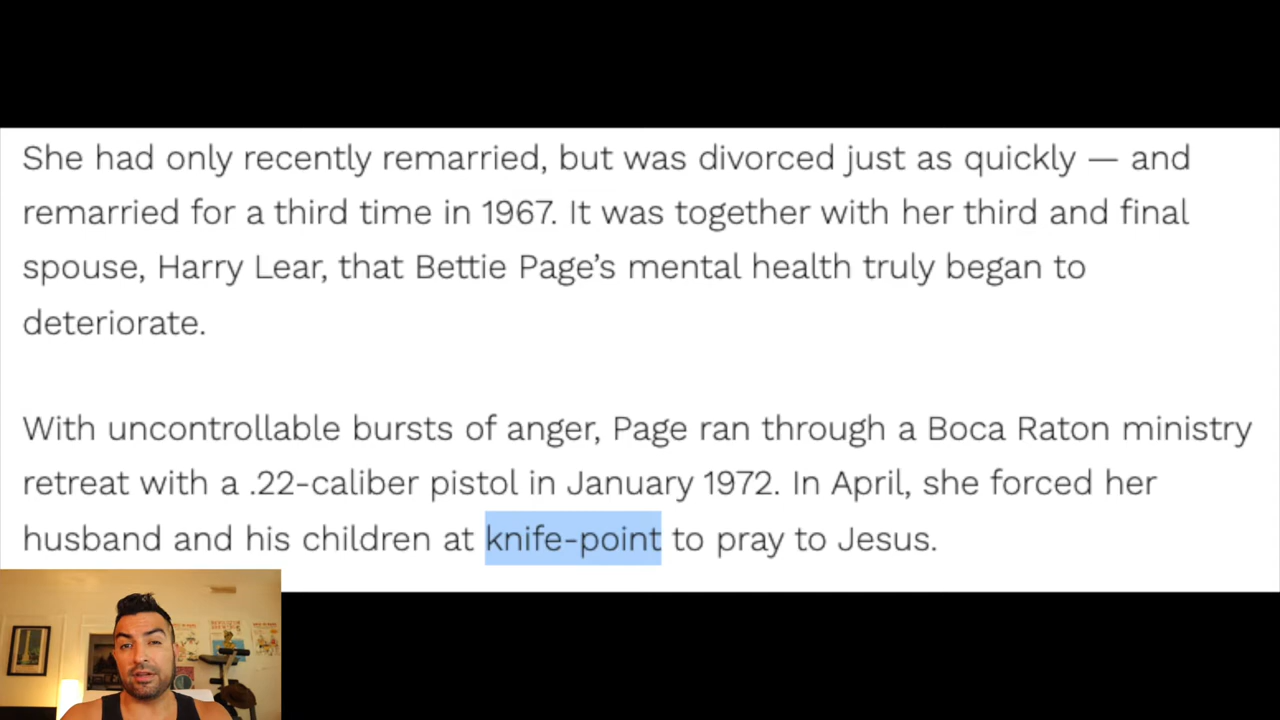 She had only recently remarried, but was divorced just as quickly — and
remarried for a third time in 1967. It was together with her third and final
spouse, Harry Lear, that Bettie Page’s mental health truly began to
deteriorate.
With uncontrollable bursts of anger, Page ran through a Boca Raton ministry
retreat with a .22-caliber pistol in January 1972. In April, she forced her
husband and his children at knife-point to pray to Jesus.